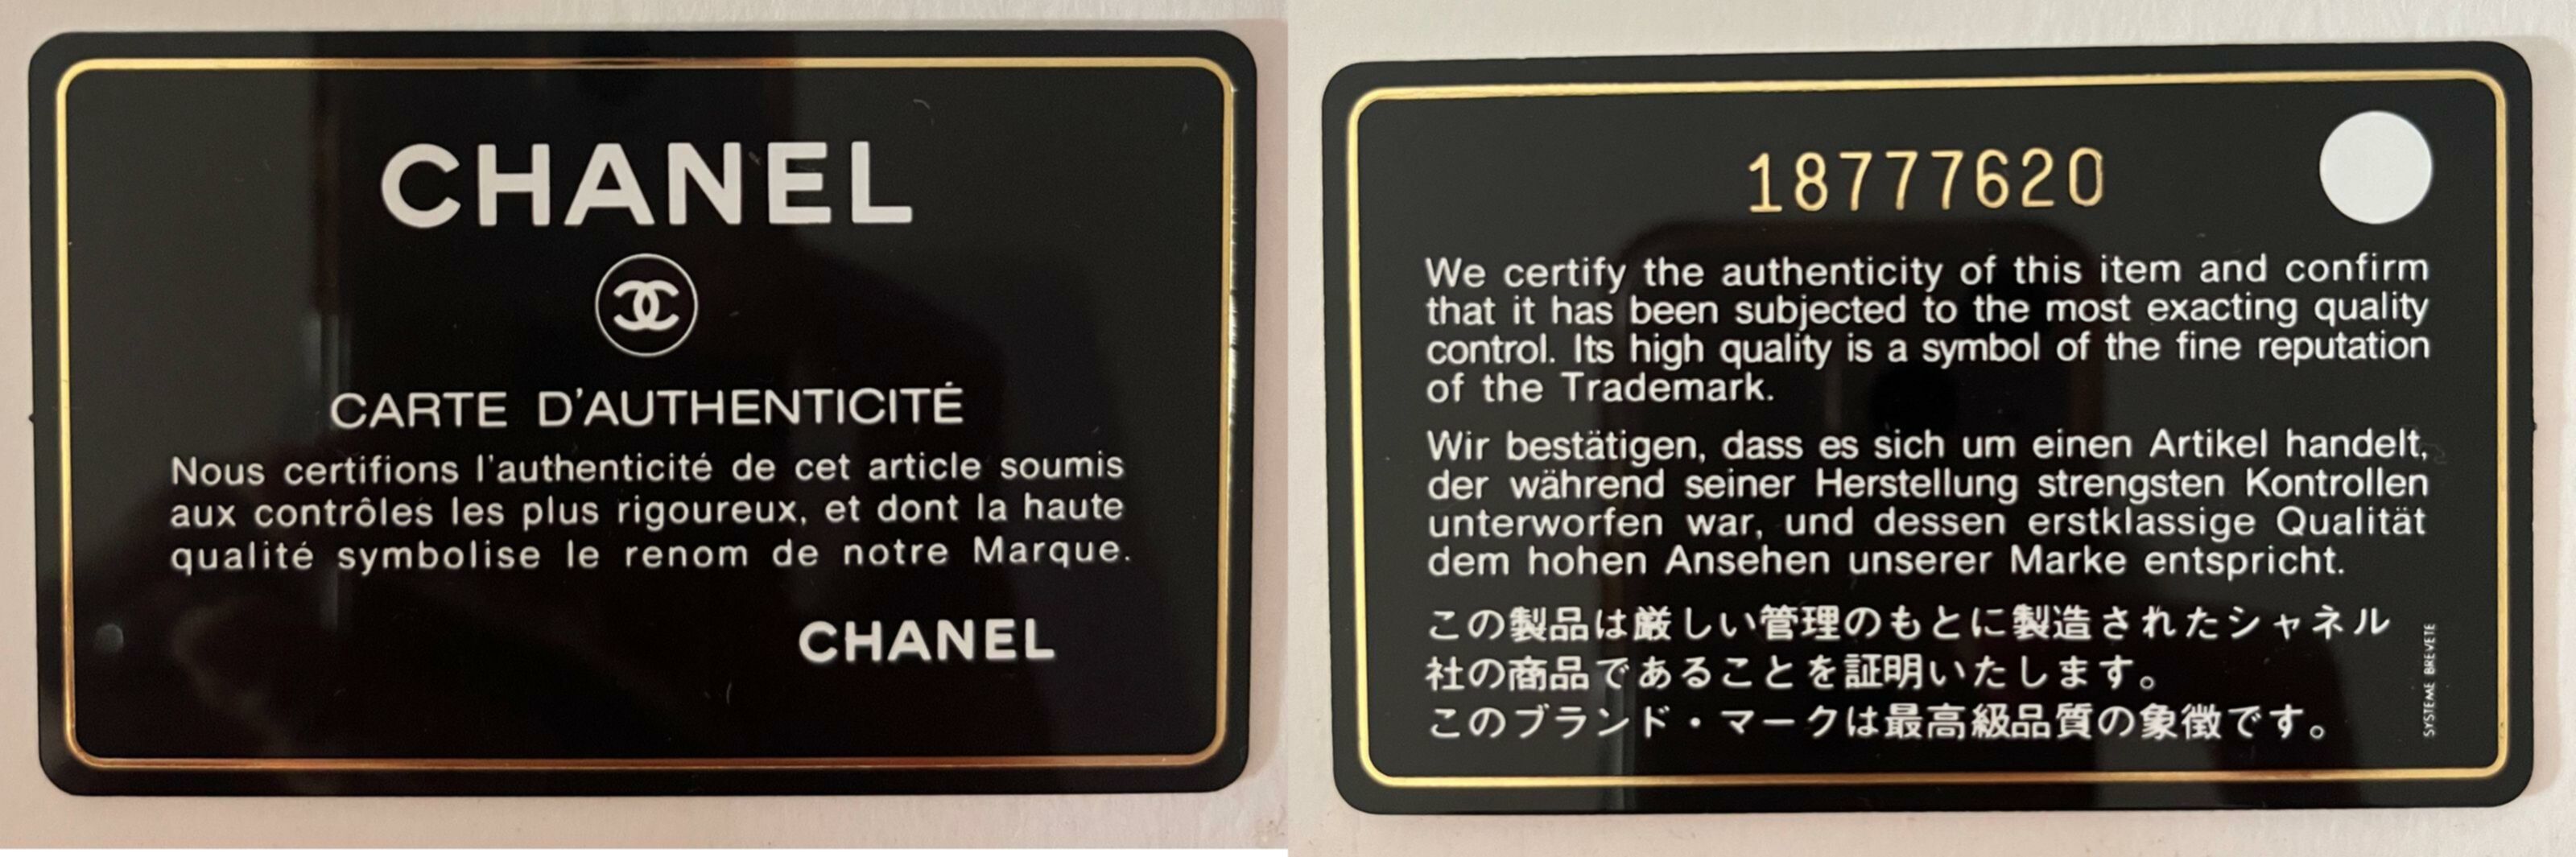 CHANEL
CARTE D'AUTHENTICITÉ
Nous certifions l'authenticité de cet article soumis
aux contrôles les plus rigoureux, et dont la haute
qualité symbolise le renom de notre Marque.
CHANEL
18777620
We certify the authenticity of this item and confirm
that it has been subjected to the most exacting quality
control. Its high quality is a symbol of the fine reputation
of the Trademark.
Wir bestätigen, dass es sich um einen Artikel handelt,
der während seiner Herstellung strengsten Kontrollen
unterworfen war, und dessen erstklassige Qualität
dem hohen Ansehen unserer Marke entspricht.
この製品は厳しい管理のもとに製造されたシャネル
社の商品であることを証明いたします。
このブランド・マークは最高級品質の象徴です。
SYSTEME BREVETE